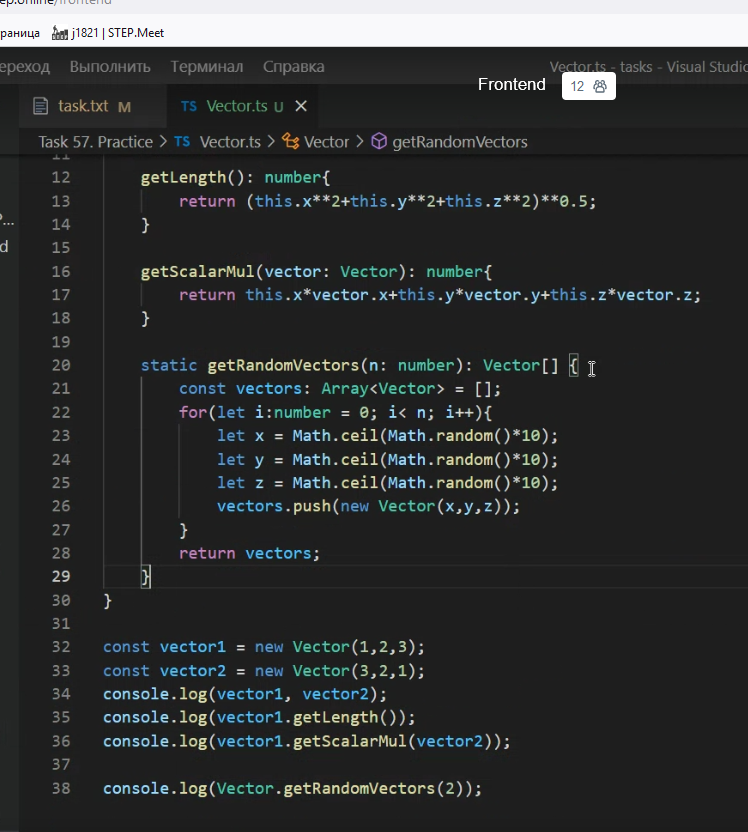 ep.online/frontend
раница j1821 | STEP.Meet
ереход Выполнить Терминал Справка Vector.ts - tasks - Visual Studio
Frontend 12
task.txt M TS Vector.ts U
Task 57. Practice > TS Vector.ts > Vector > getRandomVectors
11
12 getLength(): number{
13 return (this.x**2+this.y**2+this.z**2)**0.5;
14 }
15
16 getScalarMul(vector: Vector): number{
17 return this.x*vector.x+this.y*vector.y+this.z*vector.z;
18 }
19
20 static getRandomVectors(n: number): Vector[] {
21 const vectors: Array<Vector> = [];
22 for(let i:number = 0; i< n; i++){
23 let x = Math.ceil(Math.random()*10);
24 let y = Math.ceil(Math.random()*10);
25 let z = Math.ceil(Math.random()*10);
26 vectors.push(new Vector(x,y,z));
27 }
28 return vectors;
29 }
30 }
31
32 const vector1 = new Vector(1,2,3);
33 const vector2 = new Vector(3,2,1);
34 console.log(vector1, vector2);
35 console.log(vector1.getLength());
36 console.log(vector1.getScalarMul(vector2));
37
38 console.log(Vector.getRandomVectors(2));